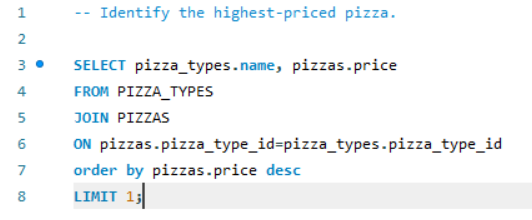 1 -- Identify the highest-priced pizza.
2
3 SELECT pizza_types.name, pizzas.price
4 FROM PIZZA_TYPES
5 JOIN PIZZAS
6 ON pizzas.pizza_type_id=pizza_types.pizza_type_id
7 order by pizzas.price desc
8 LIMIT 1;